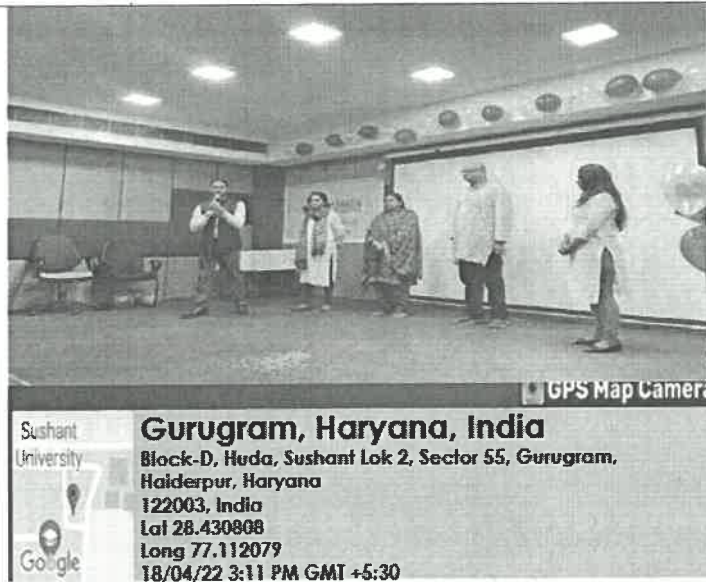 GPS Map Camera
Sushant
University
Google
Gurugram, Haryana, India
Block-D, Huda, Sushant Lok 2, Sector 55, Gurugram,
Haiderpur, Haryana
122003, India
Lat 28.430808
Long 77.112079
18/04/22 3:11 PM GMT +5:30